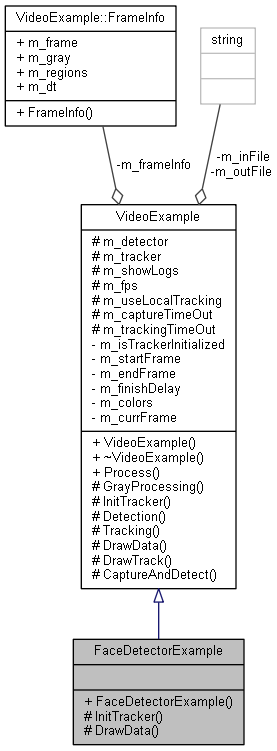 VideoExample::FrameInfo
+ m_frame
+ m_gray
+ m_regions
+ m_dt
+ FrameInfo()
string
-m_frameInfo
-m_inFile
-m_outFile
VideoExample
# m_detector
# m_tracker
# m_showLogs
# m_fps
# m_useLocalTracking
# m_captureTimeOut
# m_trackingTimeOut
- m_isTrackerInitialized
- m_startFrame
- m_endFrame
- m_finishDelay
- m_colors
- m_currFrame
+ VideoExample()
+ ~VideoExample()
+ Process()
# GrayProcessing()
# InitTracker()
# Detection()
# Tracking()
# DrawData()
# DrawTrack()
# CaptureAndDetect()
FaceDetectorExample
+ FaceDetectorExample()
# InitTracker()
# DrawData()